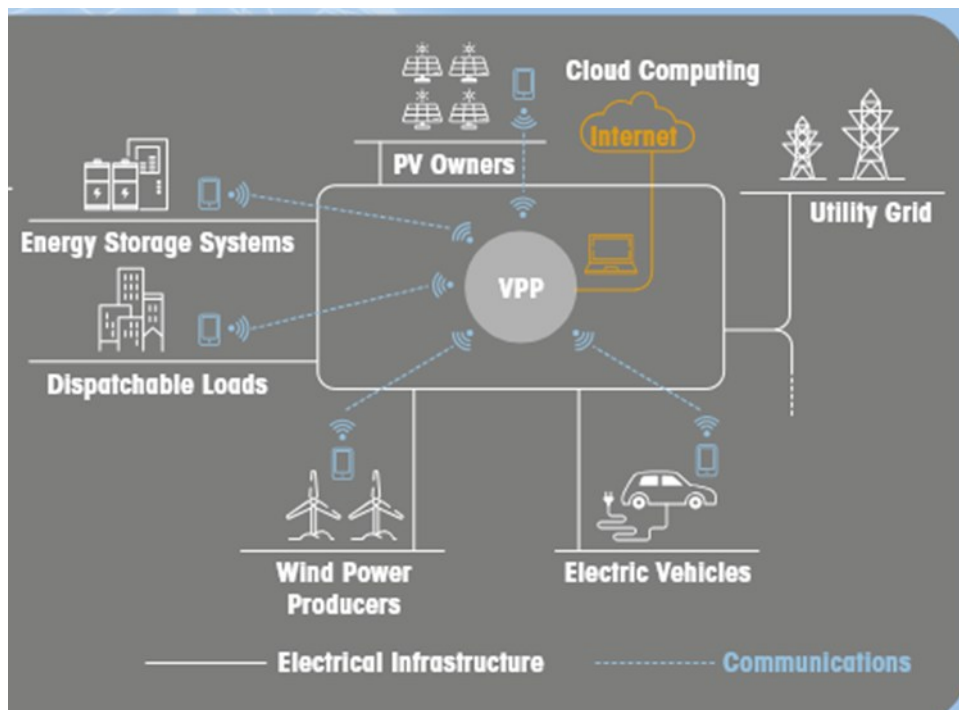 Cloud Computing
Internet
PV Owners
Utility Grid
Energy Storage Systems
VPP
Dispatchable Loads
Wind Power
Producers
Electric Vehicles
Electrical Infrastructure
Communications